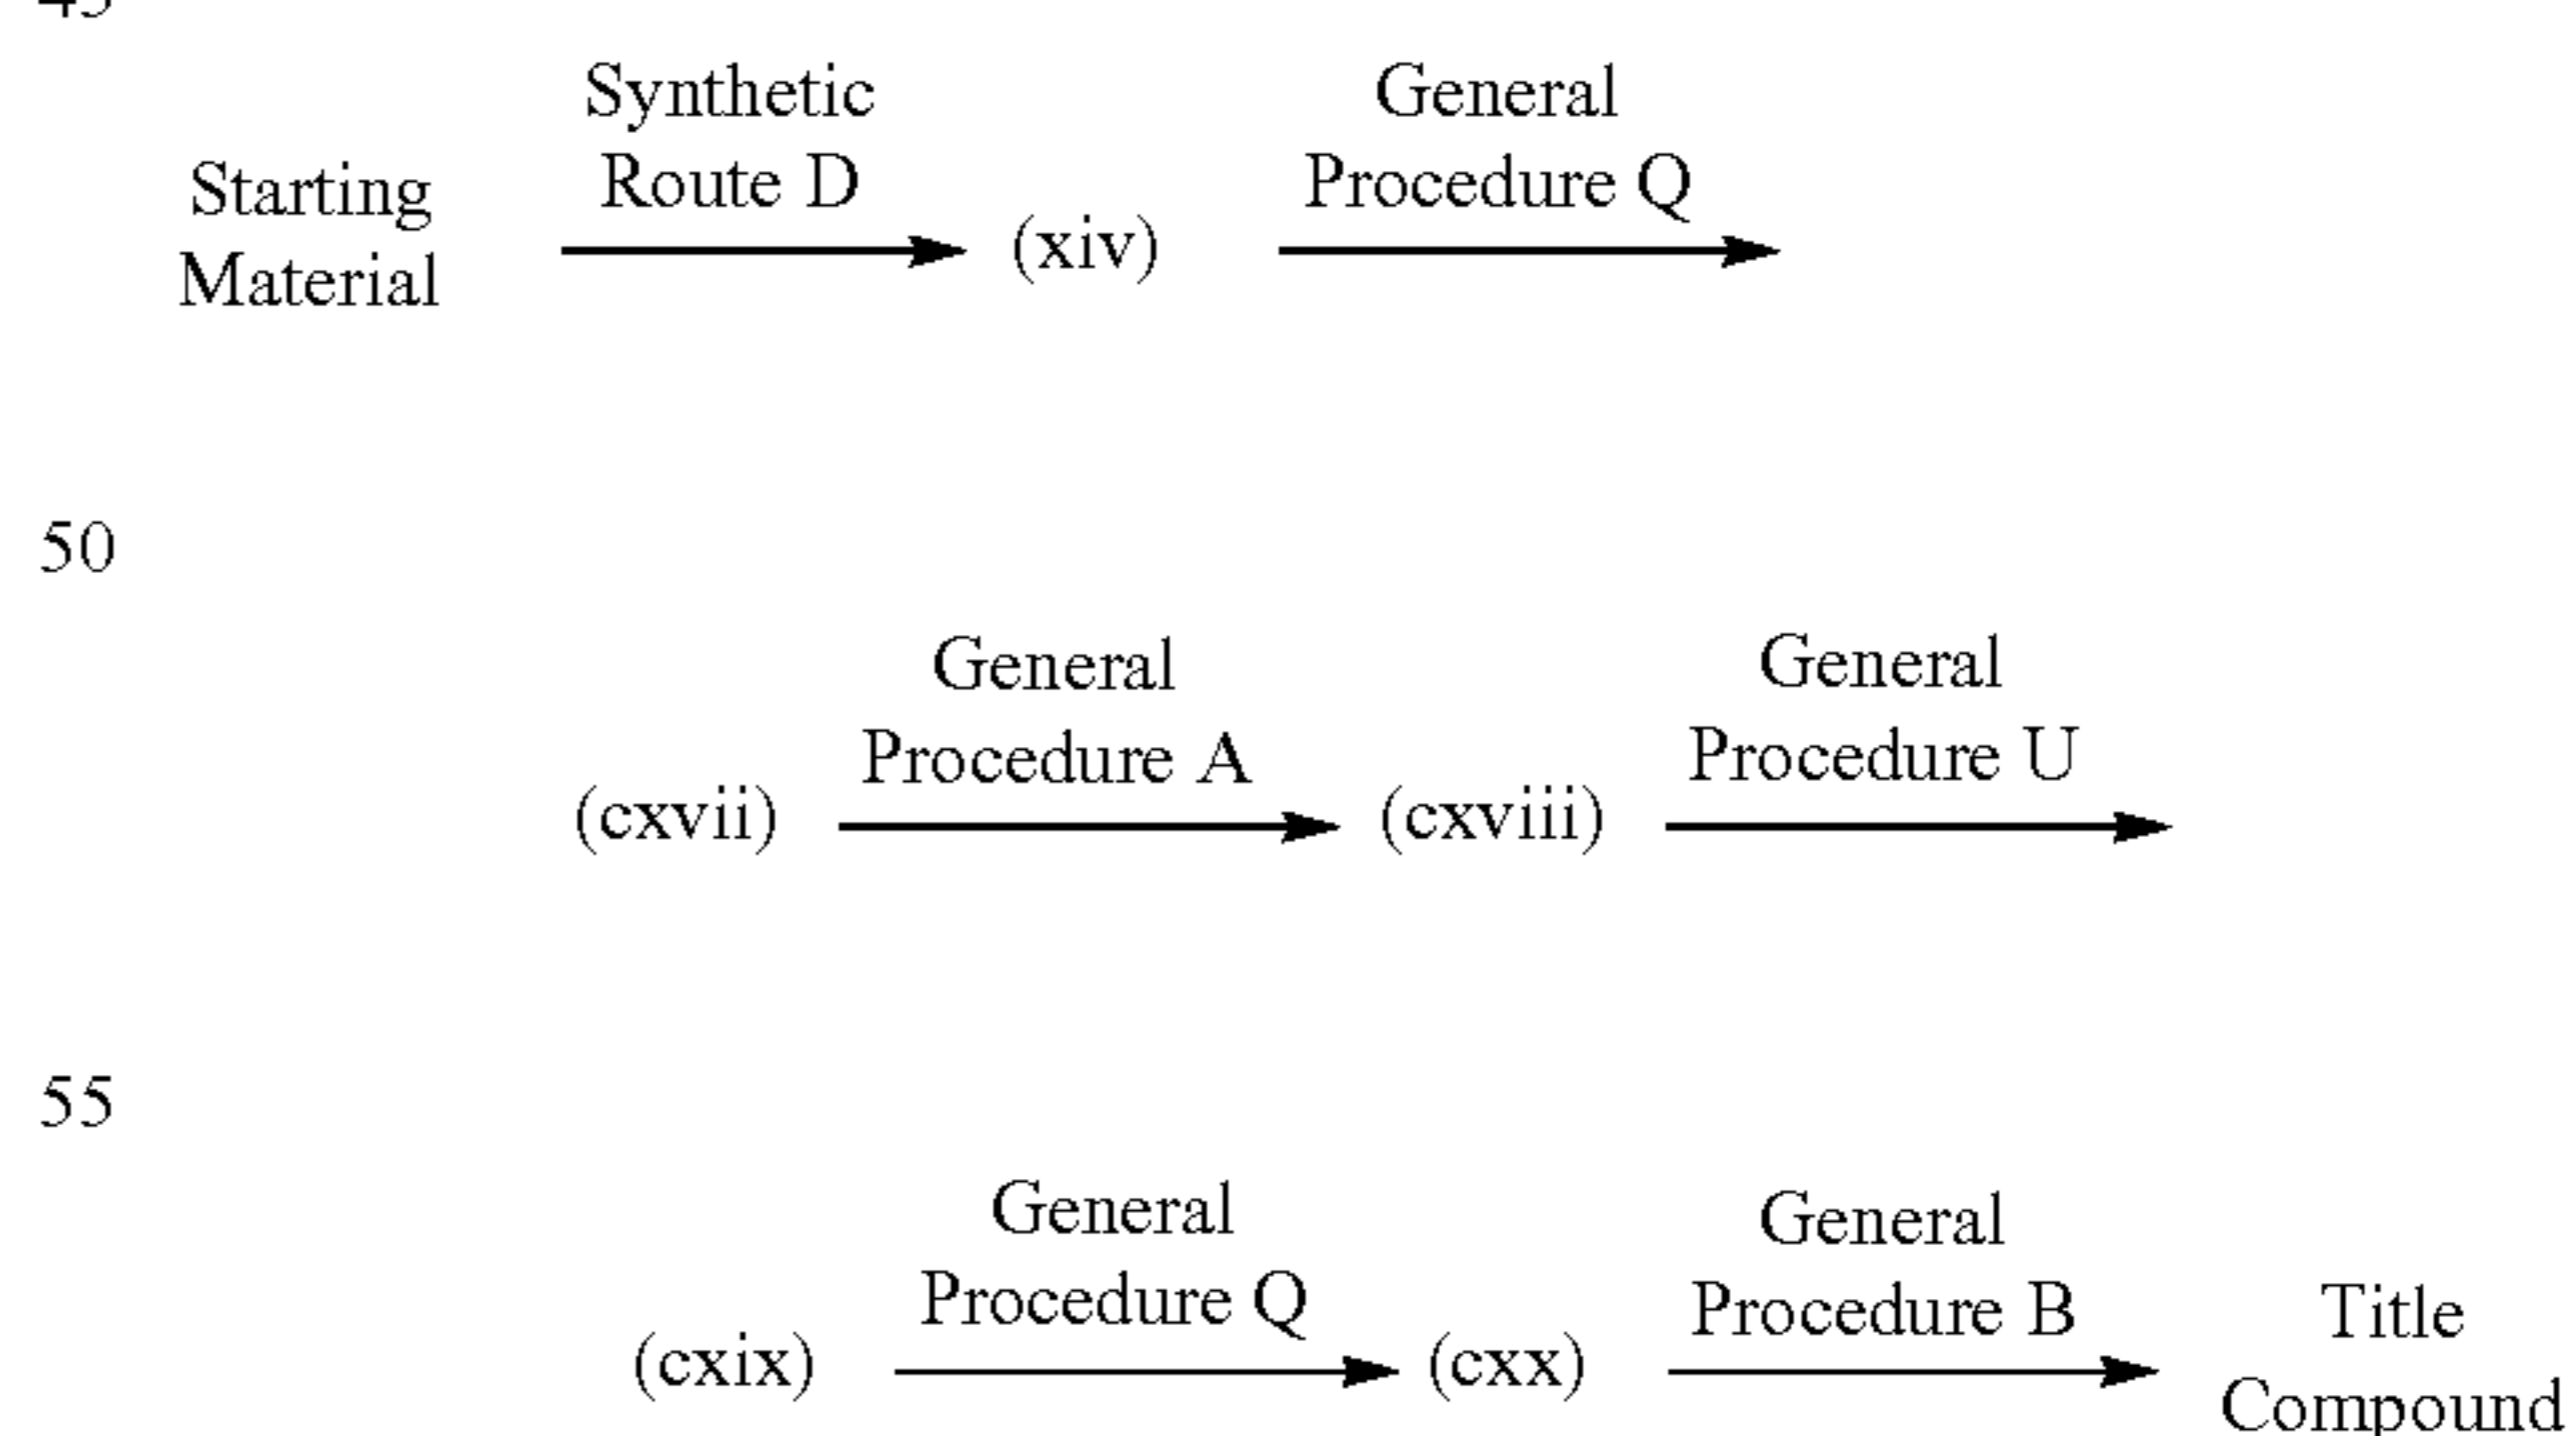 45
Synthetic
Route D
General
Procedure Q
Starting
Material
(xiv)
50
General
Procedure A
General
Procedure U
(cxvii)
(cxviii)
55
General
Procedure Q
General
Procedure B
(cxix)
(cxx)
Title
Compound